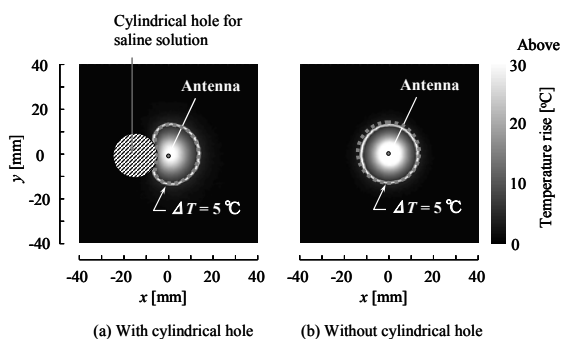 Cylindrical hole for
saline solution
Above
40
20
0
-20
-40
y [mm]
Antenna
ΔT = 5 ℃
-40 -20 0 20 40
x [mm]
Antenna
ΔT = 5 ℃
-40 -20 0 20 40
x [mm]
30
20
10
0
Temperature rise [ºC]
(a) With cylindrical hole
(b) Without cylindrical hole